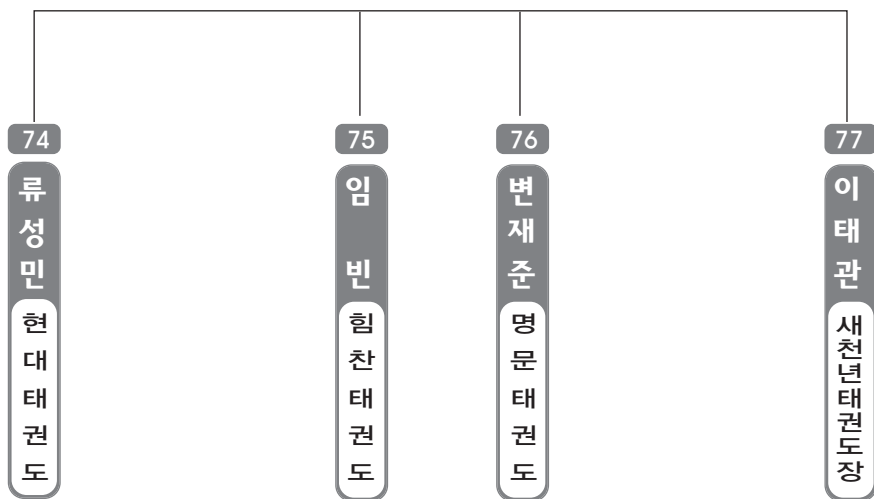 74
류성민
현대태권도
75
임 빈
힘찬태권도
76
변재준
명문태권도
77
이태관
새천년태권도장